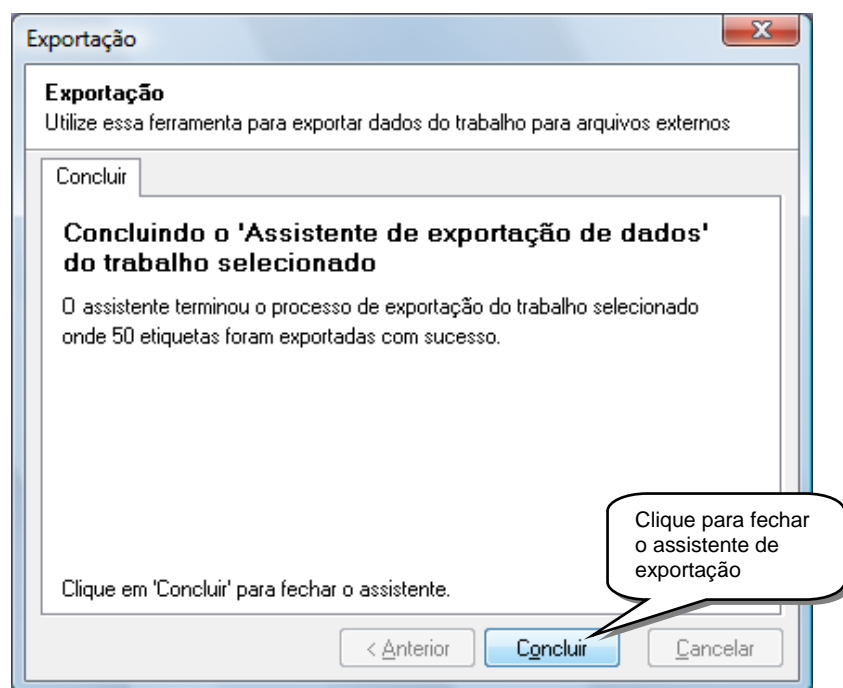 Exportação
Exportação
Utilize essa ferramenta para exportar dados do trabalho para arquivos externos
Concluir
Concluindo o 'Assistente de exportação de dados'
do trabalho selecionado
O assistente terminou o processo de exportação do trabalho selecionado
onde 50 etiquetas foram exportadas com sucesso.
Clique para fechar
o assistente de
exportação
Clique em 'Concluir' para fechar o assistente.
< Anterior
Concluir
Cancelar